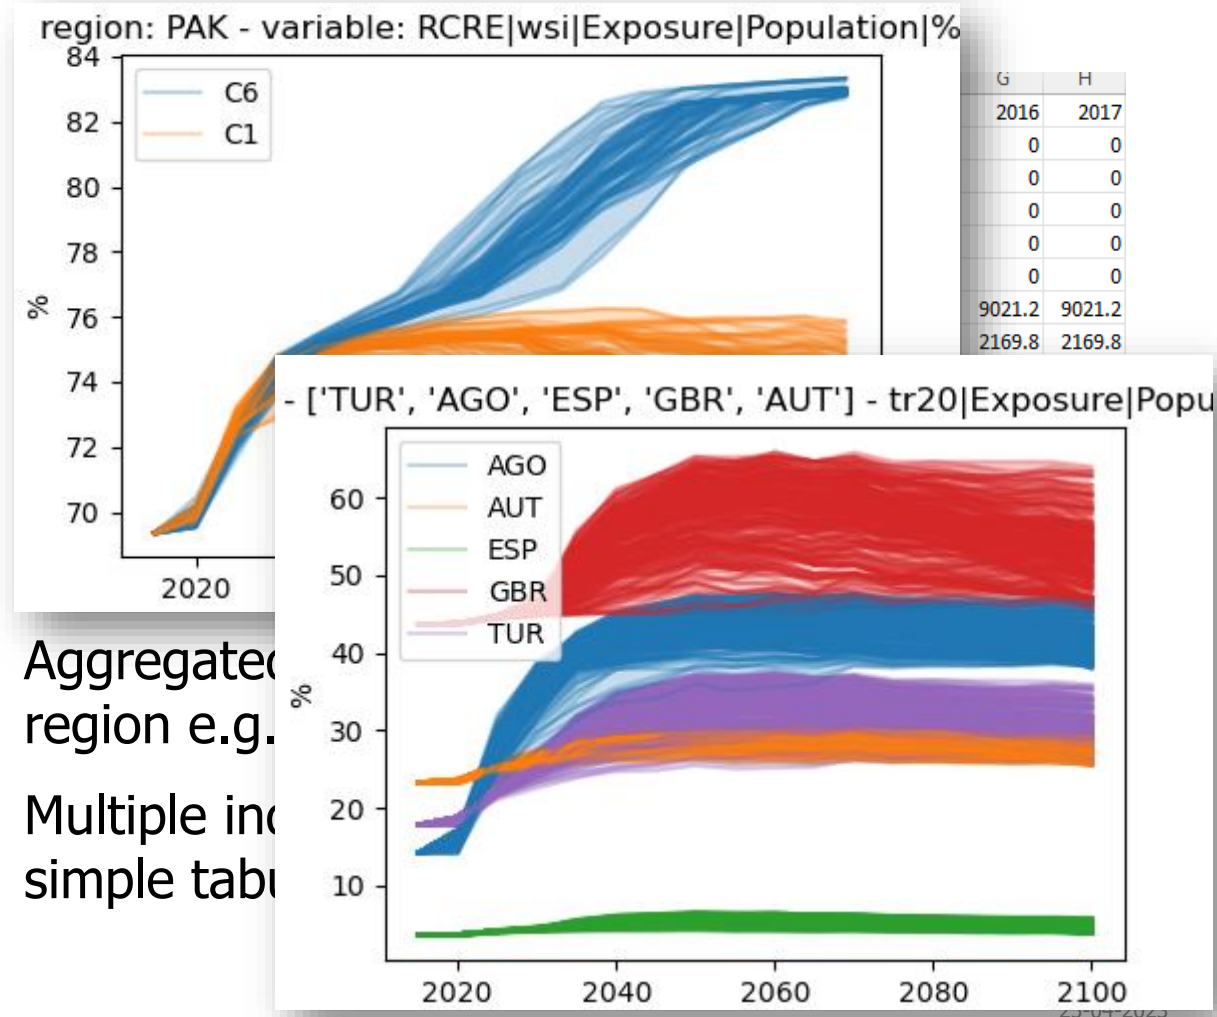 region: PAK - variable: RCRE|wsi|Exposure|Population|%
84
82
80
78
76
74
72
70
%
C6
C1
2020
G H
2016 2017
0 0
0 0
0 0
0 0
0 0
9021.2 9021.2
2169.8 2169.8
- ['TUR', 'AGO', 'ESP', 'GBR', 'AUT'] - tr20|Exposure|Popu
AGO
AUT
ESP
GBR
TUR
60
50
40
30
20
10
%
2020 2040 2060 2080 2100
Aggregated
region e.g.
Multiple
simple